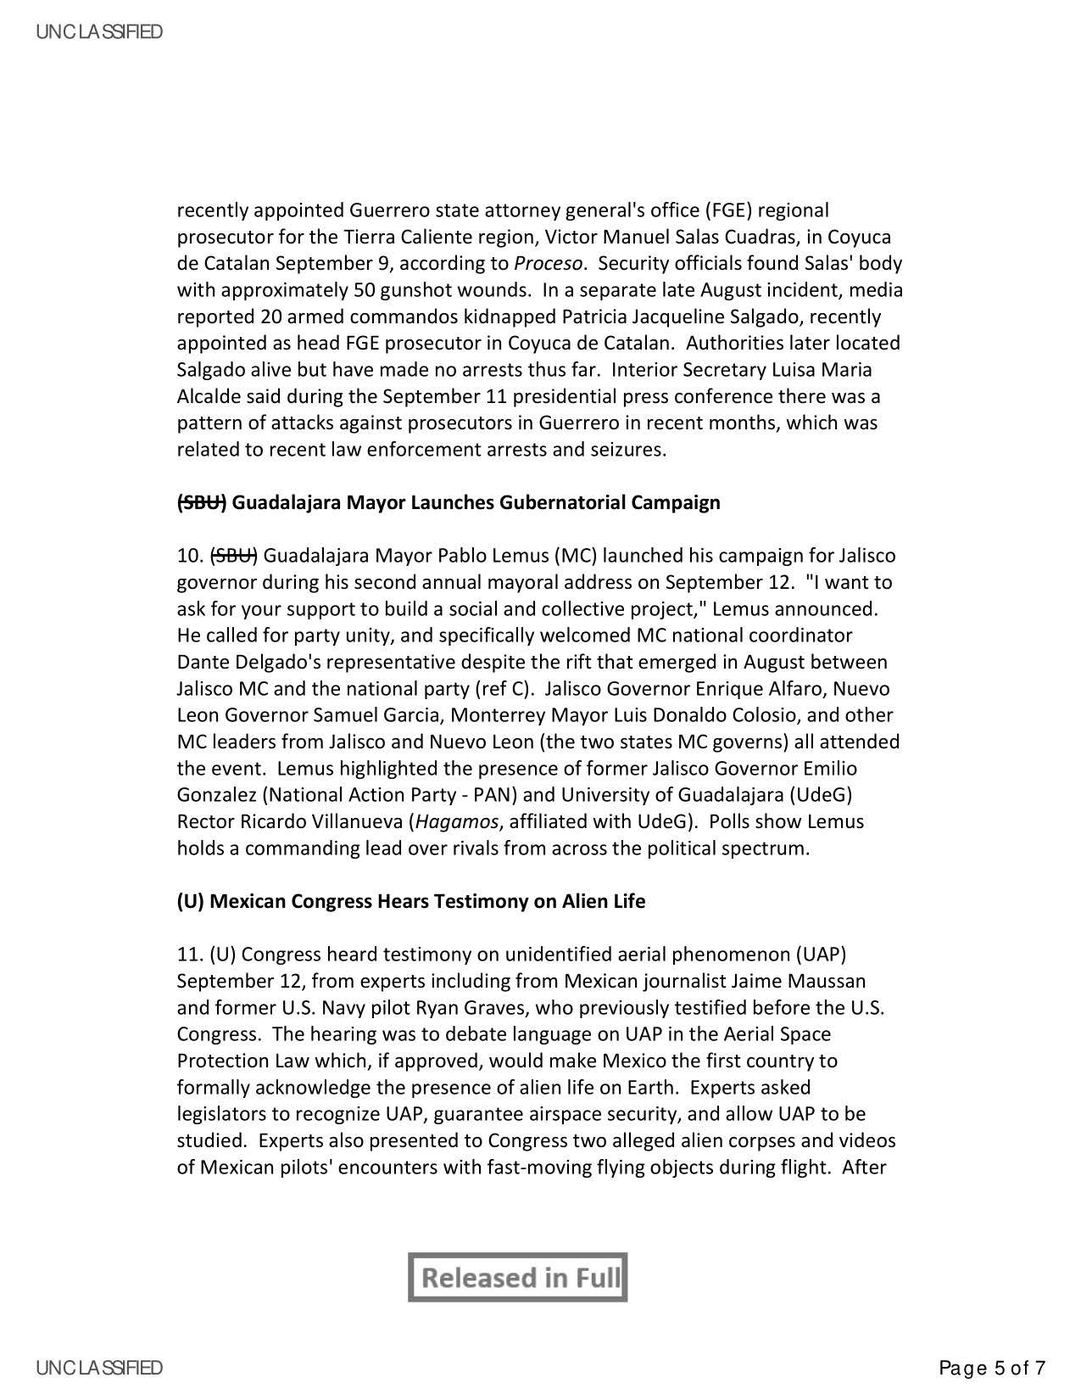 UNCLASSIFIED
recently appointed Guerrero state attorney general's office (FGE) regional
prosecutor for the Tierra Caliente region, Victor Manuel Salas Cuadras, in Coyuca
de Catalan September 9, according to Proceso.  Security officials found Salas' body
with approximately 50 gunshot wounds.  In a separate late August incident, media
reported 20 armed commandos kidnapped Patricia Jacqueline Salgado, recently
appointed as head FGE prosecutor in Coyuca de Catalan.  Authorities later located
Salgado alive but have made no arrests thus far.  Interior Secretary Luisa Maria
Alcalde said during the September 11 presidential press conference there was a
pattern of attacks against prosecutors in Guerrero in recent months, which was
related to recent law enforcement arrests and seizures.
(SBU) Guadalajara Mayor Launches Gubernatorial Campaign
10. (SBU) Guadalajara Mayor Pablo Lemus (MC) launched his campaign for Jalisco
governor during his second annual mayoral address on September 12.  "I want to
ask for your support to build a social and collective project," Lemus announced.
He called for party unity, and specifically welcomed MC national coordinator
Dante Delgado's representative despite the rift that emerged in August between
Jalisco MC and the national party (ref C).  Jalisco Governor Enrique Alfaro, Nuevo
Leon Governor Samuel Garcia, Monterrey Mayor Luis Donaldo Colosio, and other
MC leaders from Jalisco and Nuevo Leon (the two states MC governs) all attended
the event.  Lemus highlighted the presence of former Jalisco Governor Emilio
Gonzalez (National Action Party - PAN) and University of Guadalajara (UdeG)
Rector Ricardo Villanueva (Hagamos, affiliated with UdeG).  Polls show Lemus
holds a commanding lead over rivals from across the political spectrum.
(U) Mexican Congress Hears Testimony on Alien Life
11. (U) Congress heard testimony on unidentified aerial phenomenon (UAP)
September 12, from experts including from Mexican journalist Jaime Maussan
and former U.S. Navy pilot Ryan Graves, who previously testified before the U.S.
Congress.  The hearing was to debate language on UAP in the Aerial Space
Protection Law which, if approved, would make Mexico the first country to
formally acknowledge the presence of alien life on Earth.  Experts asked
legislators to recognize UAP, guarantee airspace security, and allow UAP to be
studied.  Experts also presented to Congress two alleged alien corpses and videos
of Mexican pilots' encounters with fast-moving flying objects during flight.  After
Released in Full
UNCLASSIFIED
Page 5 of 7